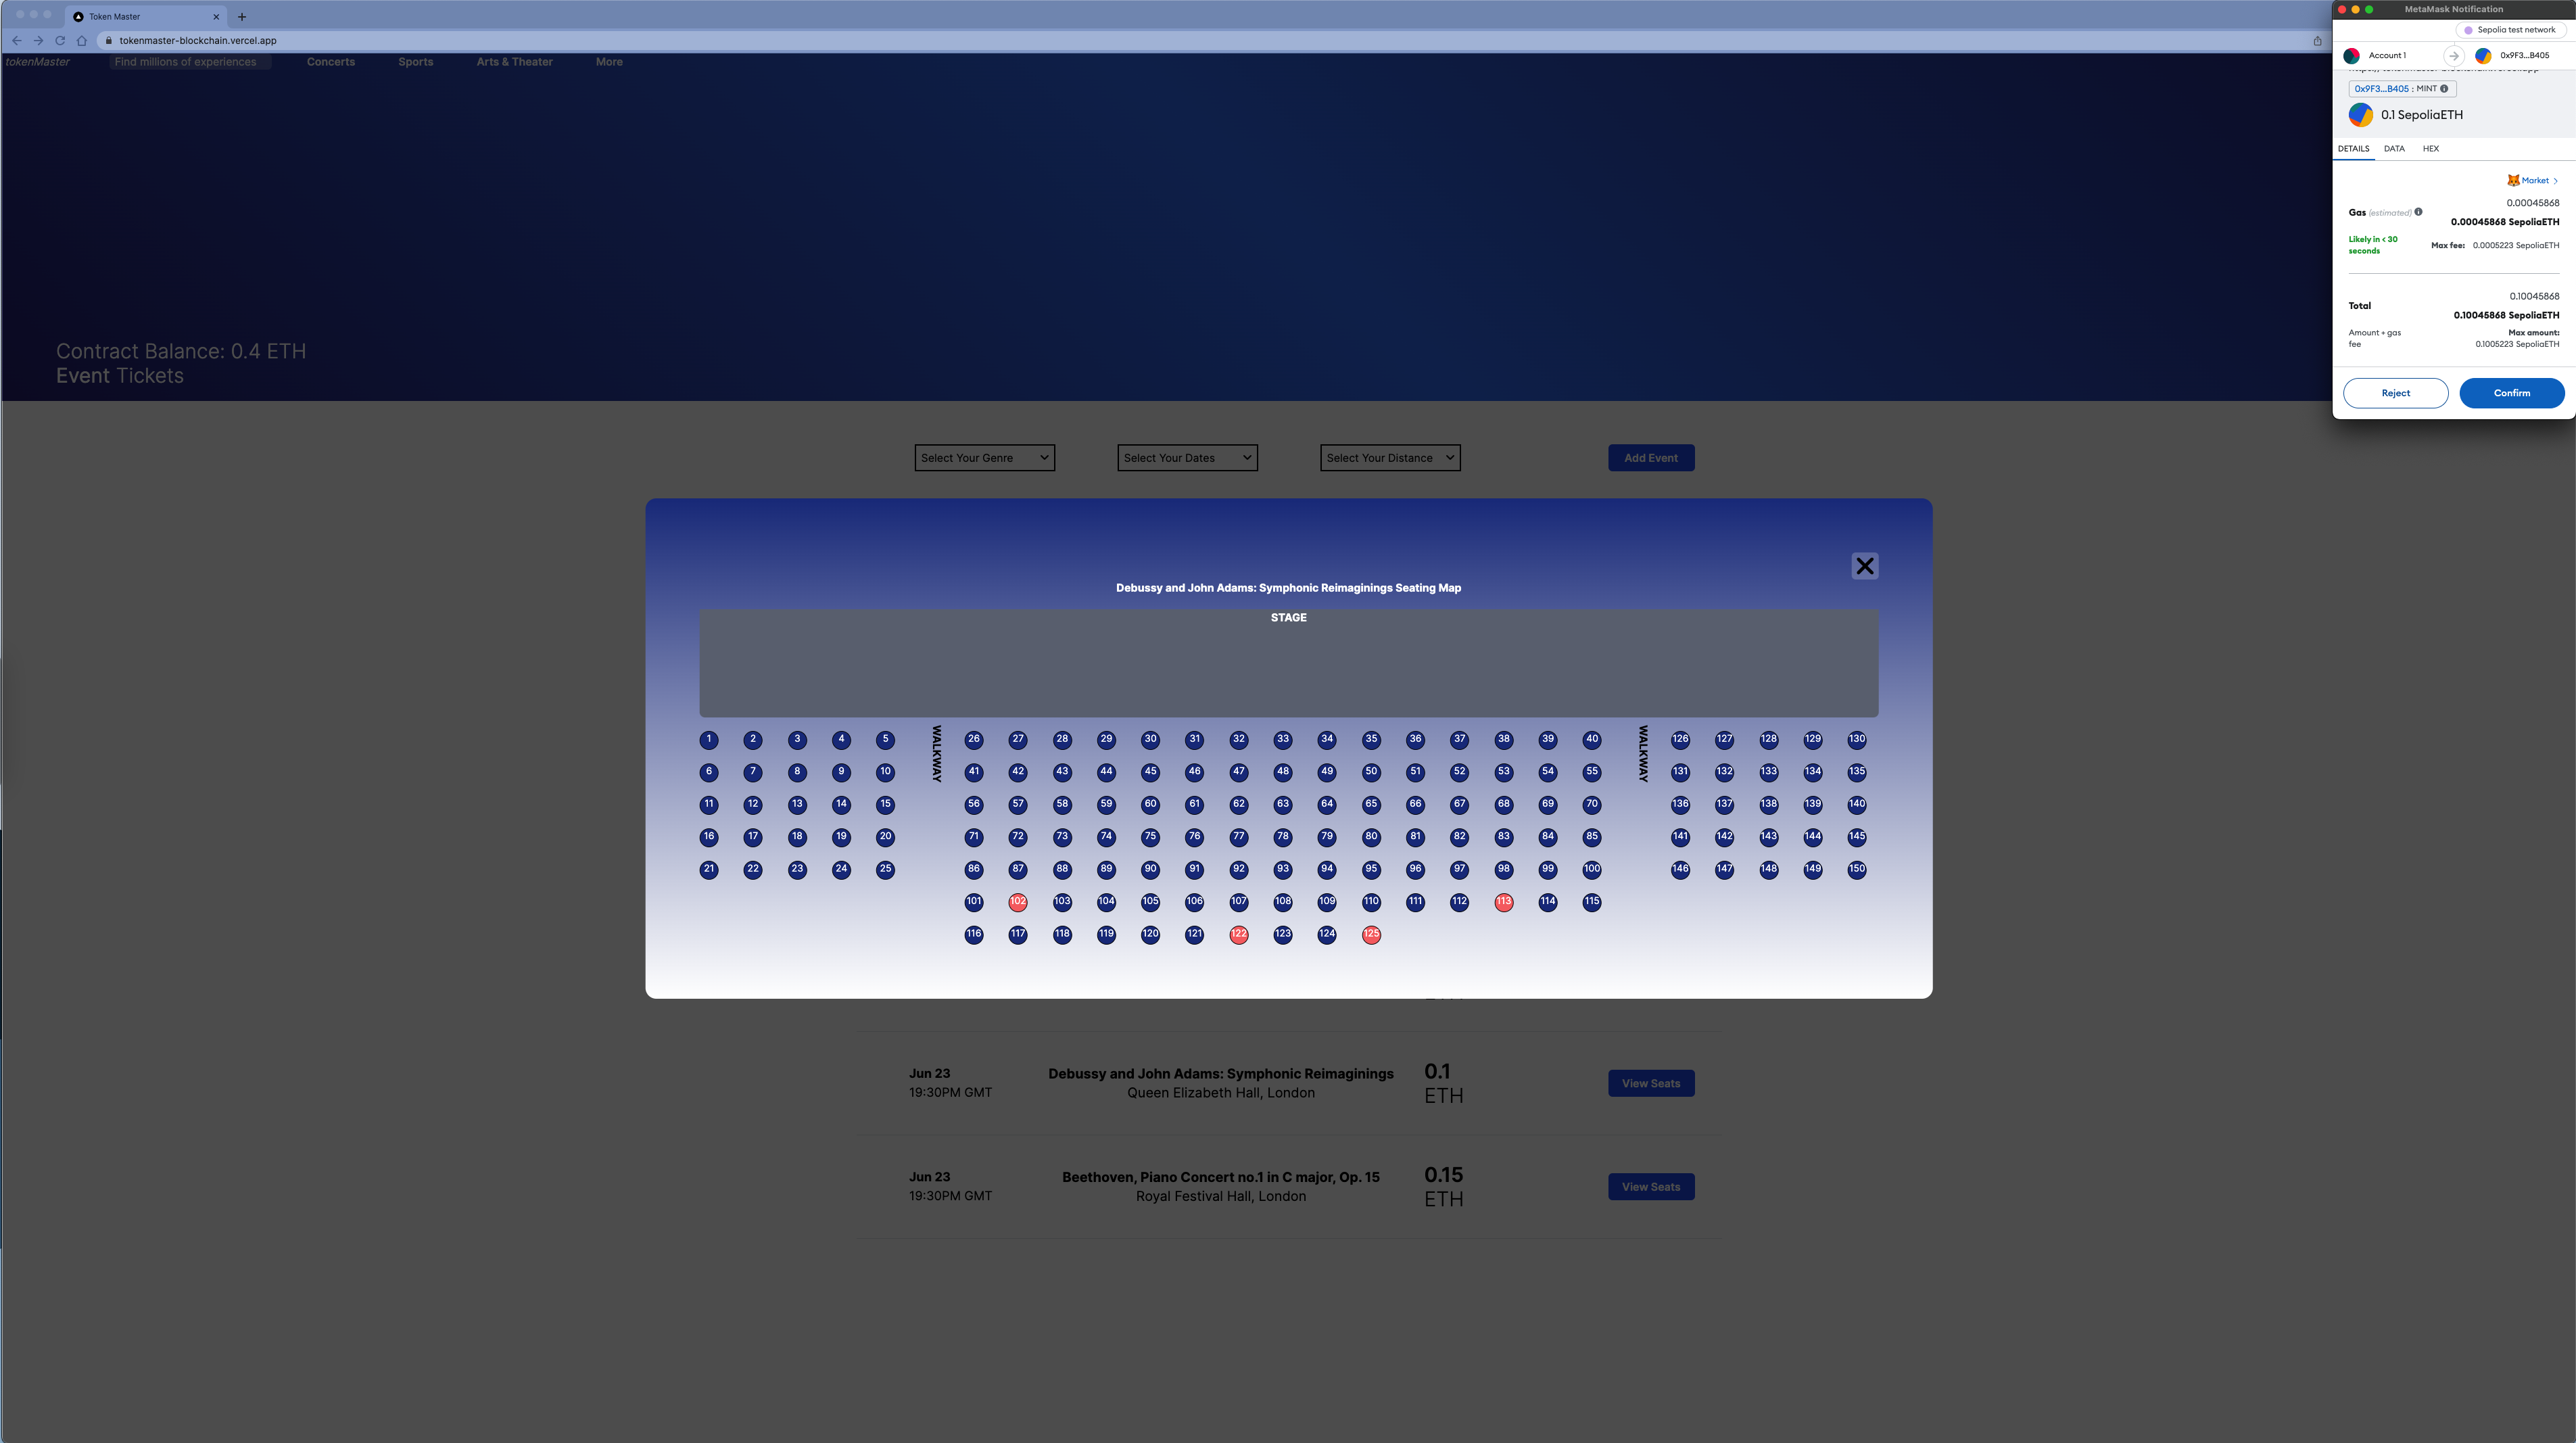 Token Master
tokenmaster-blockchain.vercel.app
tokenMaster Find millions of experiences Concerts Sports Arts & Theater More
Contract Balance: 0.4 ETH
Event Tickets
Select Your Genre Select Your Dates Select Your Distance Add Event
Debussy and John Adams: Symphonic Reimaginings Seating Map
STAGE
WALKWAY
WALKWAY
1 2 3 4 5 26 27 28 29 30 31 32 33 34 35 36 37 38 39 40 126 127 128 129 130
6 7 8 9 10 41 42 43 44 45 46 47 48 49 50 51 52 53 54 55 131 132 133 134 135
11 12 13 14 15 56 57 58 59 60 61 62 63 64 65 66 67 68 69 70 136 137 138 139 140
16 17 18 19 20 71 72 73 74 75 76 77 78 79 80 81 82 83 84 85 141 142 143 144 145
21 22 23 24 25 86 87 88 89 90 91 92 93 94 95 96 97 98 99 100 146 147 148 149 150
101 102 103 104 105 106 107 108 109 110 111 112 113 114 115
116 117 118 119 120 121 122 123 124 125
Jun 23 Debussy and John Adams: Symphonic Reimaginings 0.1
19:30PM GMT Queen Elizabeth Hall, London ETH
View Seats
Jun 23 Beethoven, Piano Concert no.1 in C major, Op. 15 0.15
19:30PM GMT Royal Festival Hall, London ETH
View Seats
MetaMask Notification
Sepolia test network
Account 1 0x9F3...B405
0x9F3...B405 : MINT
0.1 SepoliaETH
DETAILS DATA HEX
Market >
0.00045868
Gas (estimated) 0.00045868 SepoliaETH
Likely in < 30
seconds
Max fee: 0.0005223 SepoliaETH
0.10045868
Total 0.10045868 SepoliaETH
Amount + gas
fee
Max amount:
0.1005223 SepoliaETH
Reject Confirm